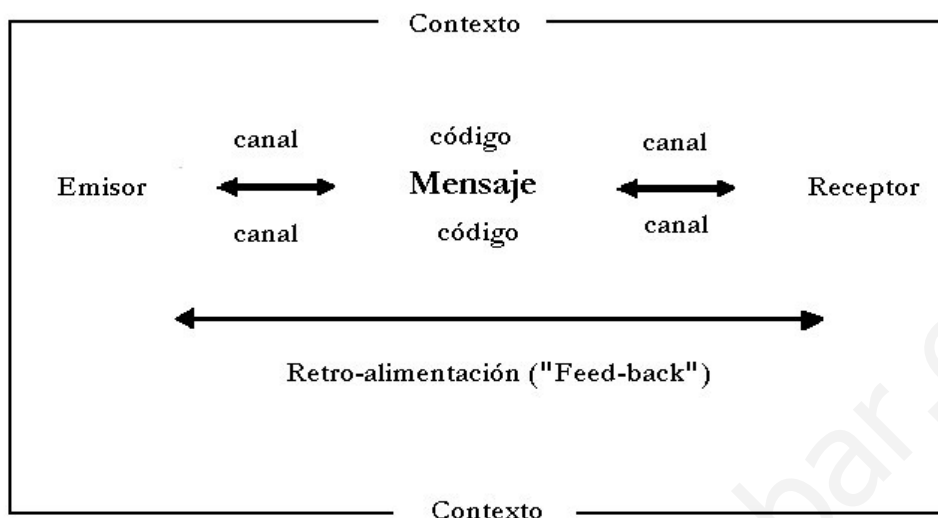 Contexto
canal código canal
Emisor Mensaje Receptor
canal código canal
Retro-alimentación ("Feed-back")
Contexto